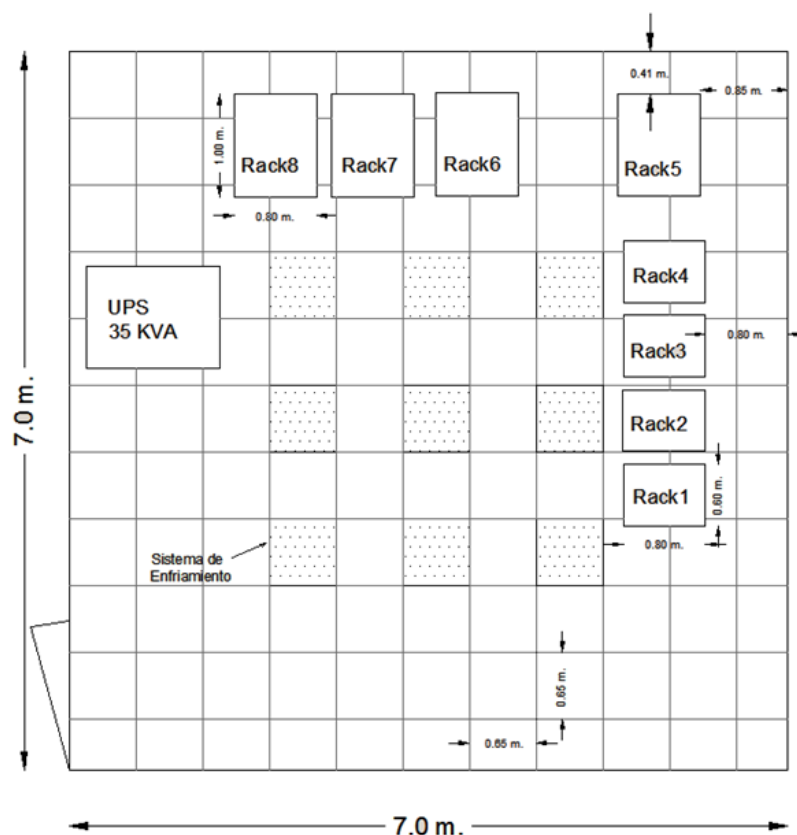 0.41 m.
0.85 m.
1.00 m.
Rack8
Rack7
Rack6
Rack5
0.80 m.
Rack4
UPS
35 KVA
Rack3
0.80 m.
7.0 m.
Rack2
Rack1
0.60 m.
0.80 m.
Sistema de
Enfriamiento
0.65 m.
0.65 m.
7.0 m.